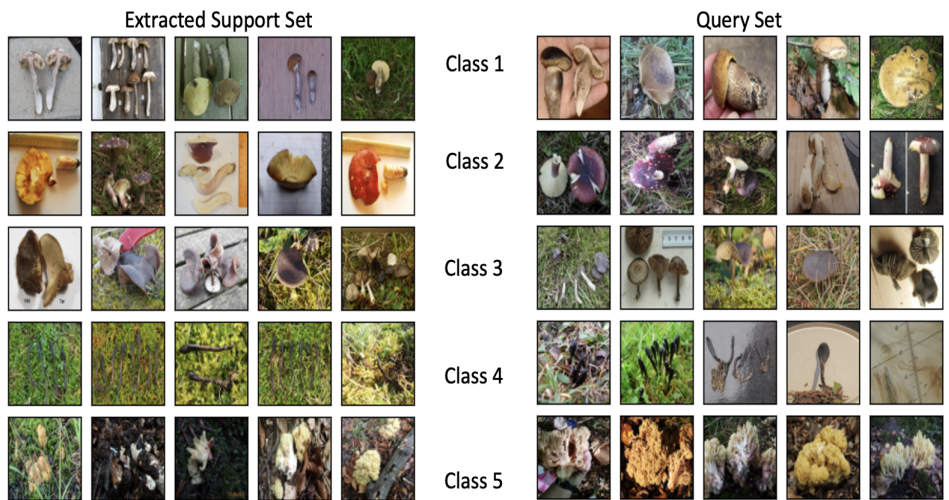 Extracted Support Set
Query Set
Class 1
Class 2
Class 3
Class 4
Class 5